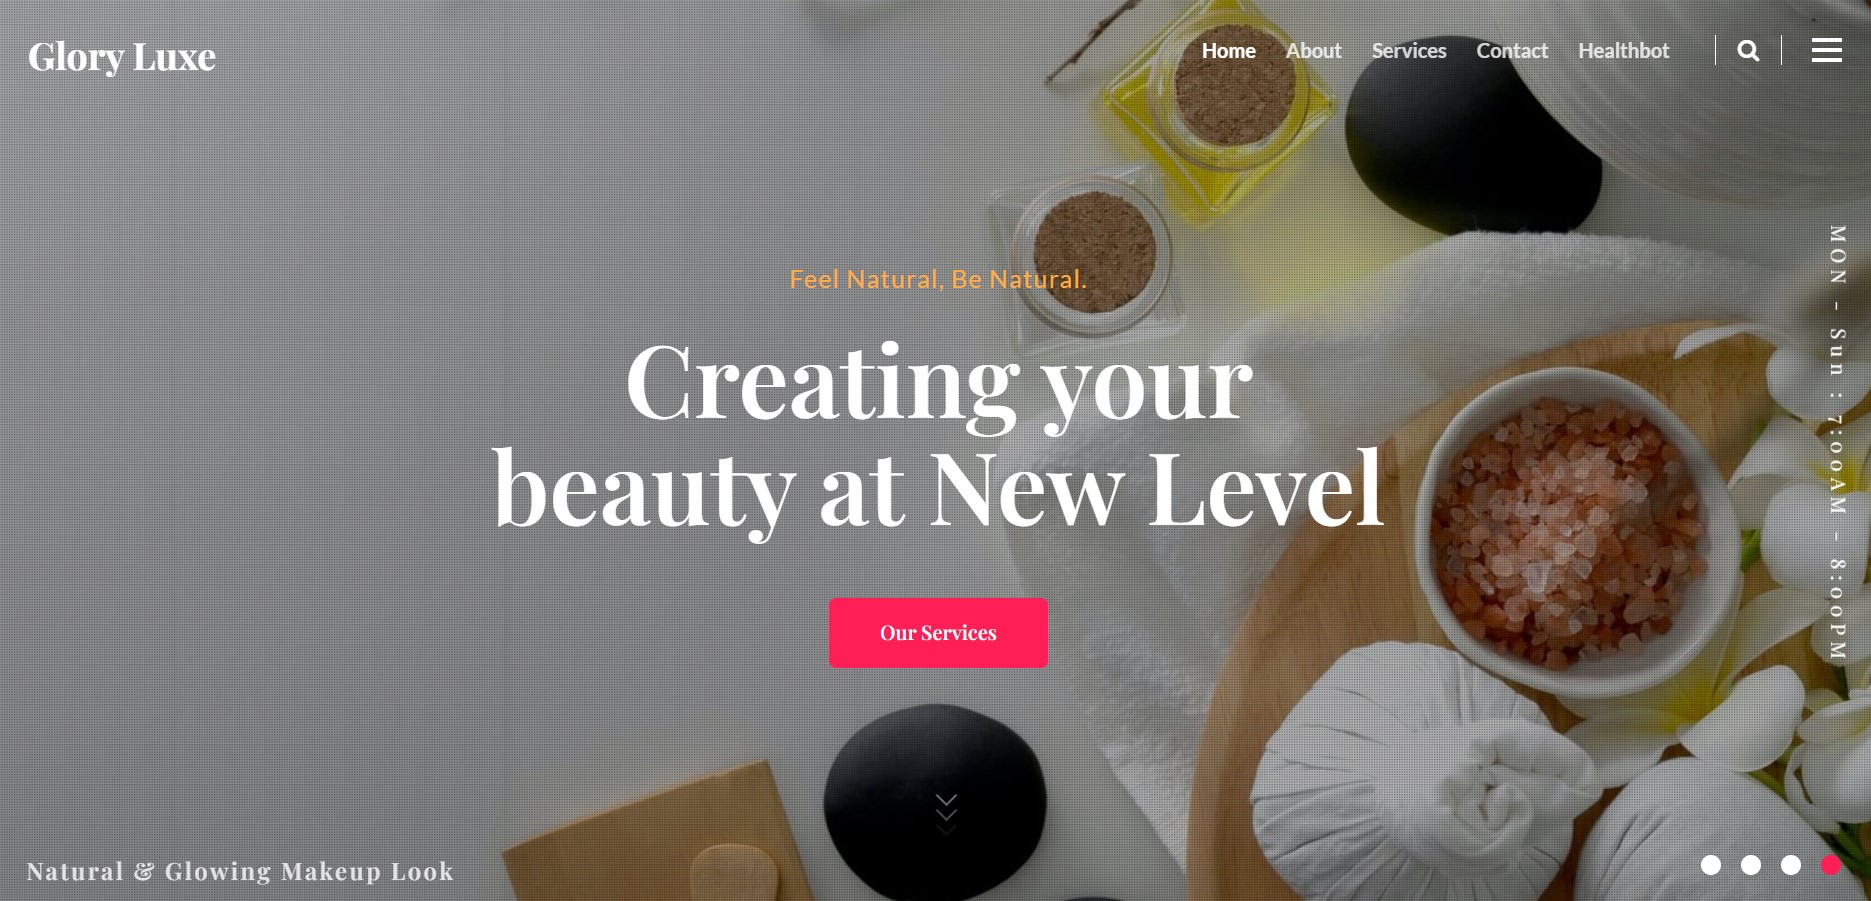 Glory Luxe
Home About Services Contact Healthbot
Feel Natural, Be Natural.
Creating your
beauty at New Level
Our Services
MON - Sun : 7:00AM - 8:00PM
Natural & Glowing Makeup Look